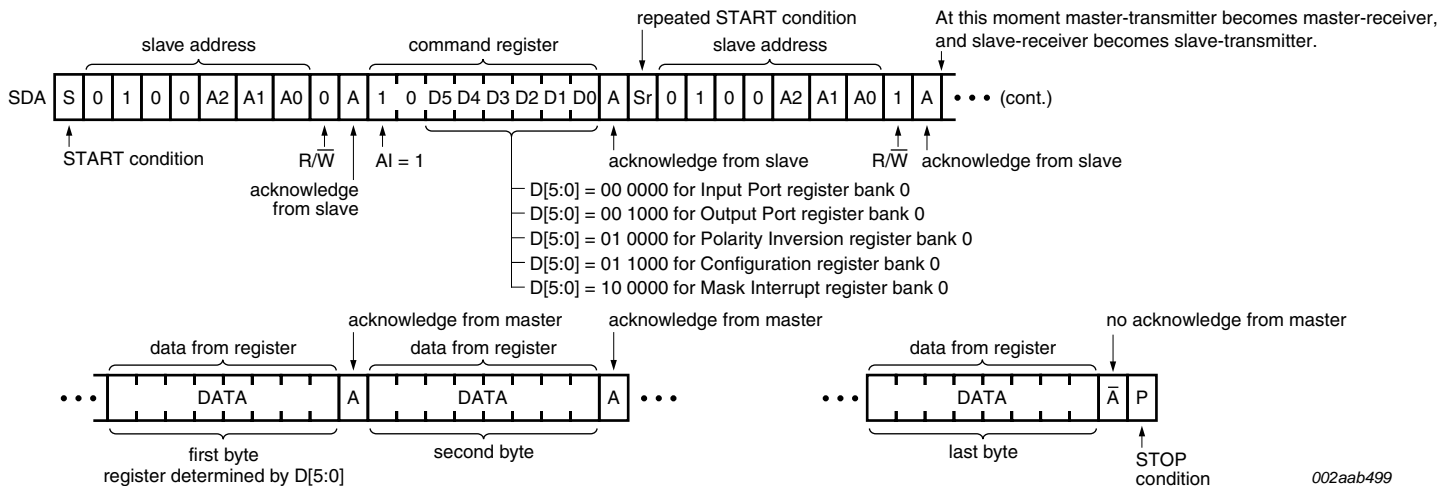 repeated START condition
At this moment master-transmitter becomes master-receiver,
and slave-receiver becomes slave-transmitter.
slave address
command register
slave address
SDA S 0 1 0 0 A2 A1 A0 0 A 1 0 D5 D4 D3 D2 D1 D0 A Sr 0 1 0 0 A2 A1 A0 1 A • • • (cont.)
START condition
R/W̅
AI = 1
acknowledge from slave
R/W̅
acknowledge from slave
acknowledge
from slave
D[5:0] = 00 0000 for Input Port register bank 0
D[5:0] = 00 1000 for Output Port register bank 0
D[5:0] = 01 0000 for Polarity Inversion register bank 0
D[5:0] = 01 1000 for Configuration register bank 0
D[5:0] = 10 0000 for Mask Interrupt register bank 0
acknowledge from master
acknowledge from master
no acknowledge from master
data from register
data from register
data from register
• • • DATA A DATA A • • • • • • DATA A̅ P
first byte
register determined by D[5:0]
second byte
last byte
STOP
condition
002aab499